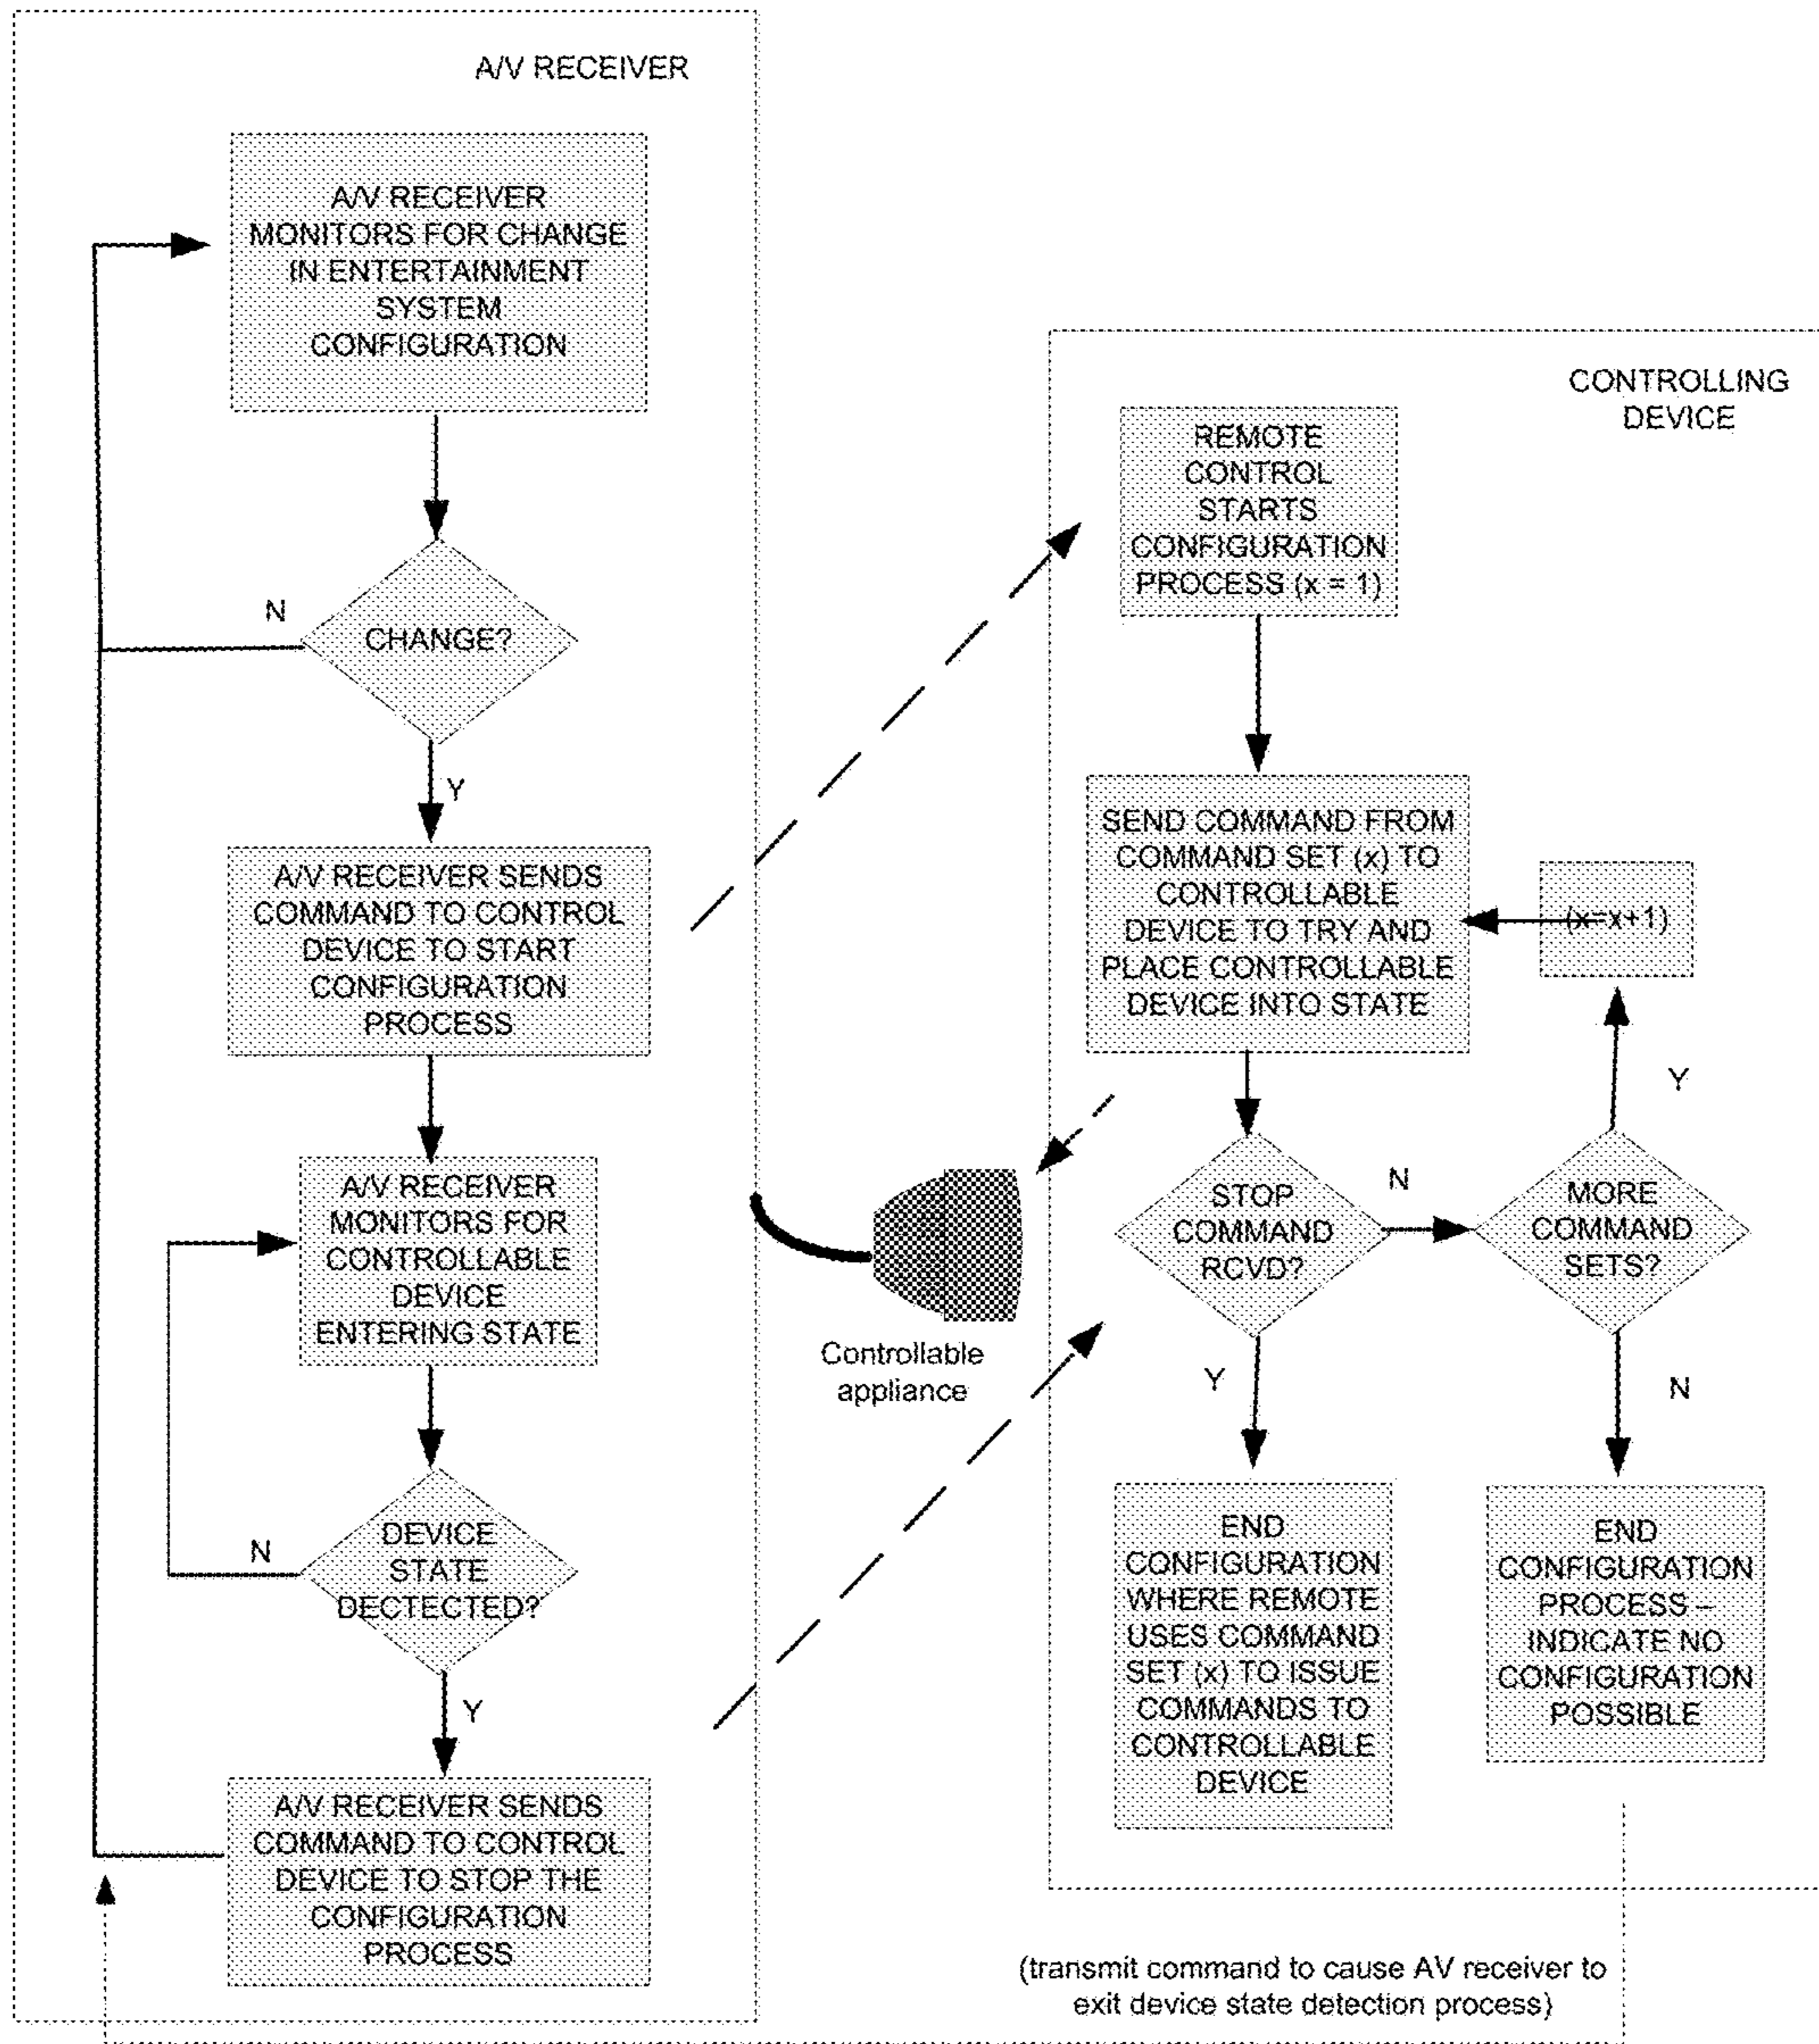 A/V RECEIVER
A/V RECEIVER
MONITORS FOR CHANGE
IN ENTERTAINMENT
SYSTEM
CONFIGURATION
CHANGE?
N
Y
A/V RECEIVER SENDS
COMMAND TO CONTROL
DEVICE TO START
CONFIGURATION
PROCESS
A/V RECEIVER
MONITORS FOR
CONTROLLABLE
DEVICE
ENTERING STATE
DEVICE
STATE
DECTECTED?
N
Y
A/V RECEIVER SENDS
COMMAND TO CONTROL
DEVICE TO STOP THE
CONFIGURATION
PROCESS
Controllable
appliance
CONTROLLING
DEVICE
REMOTE
CONTROL
STARTS
CONFIGURATION
PROCESS (x = 1)
SEND COMMAND FROM
COMMAND SET (x) TO
CONTROLLABLE
DEVICE TO TRY AND
PLACE CONTROLLABLE
DEVICE INTO STATE
(x=x+1)
Y
STOP
COMMAND
RCVD?
N
MORE
COMMAND
SETS?
Y
N
END
CONFIGURATION
WHERE REMOTE
USES COMMAND
SET (x) TO ISSUE
COMMANDS TO
CONTROLLABLE
DEVICE
END
CONFIGURATION
PROCESS –
INDICATE NO
CONFIGURATION
POSSIBLE
(transmit command to cause AV receiver to
exit device state detection process)